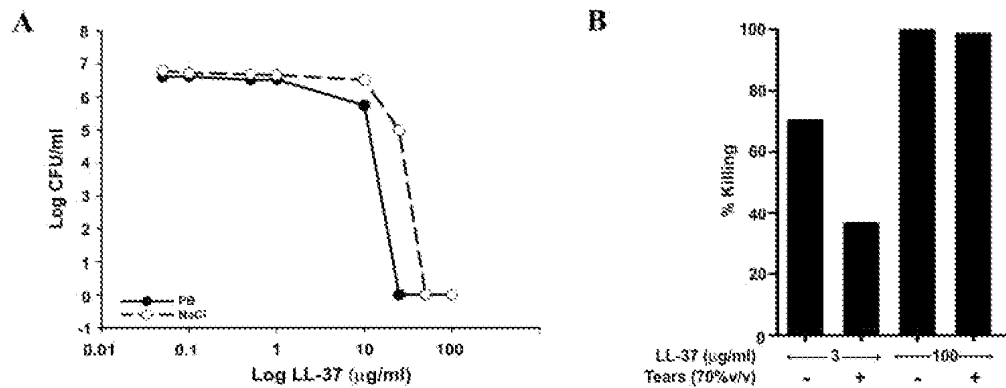 A
8
7
6
5
4
3
2
1
0
-1
Log CFU/ml
PB
NaCl
0.01 0.1 1 10 100
Log LL-37 (µg/ml)
B
100
80
60
40
20
0
% Killing
LL-37 (µg/ml) 3 100
Tears (70%v/v) - + - +